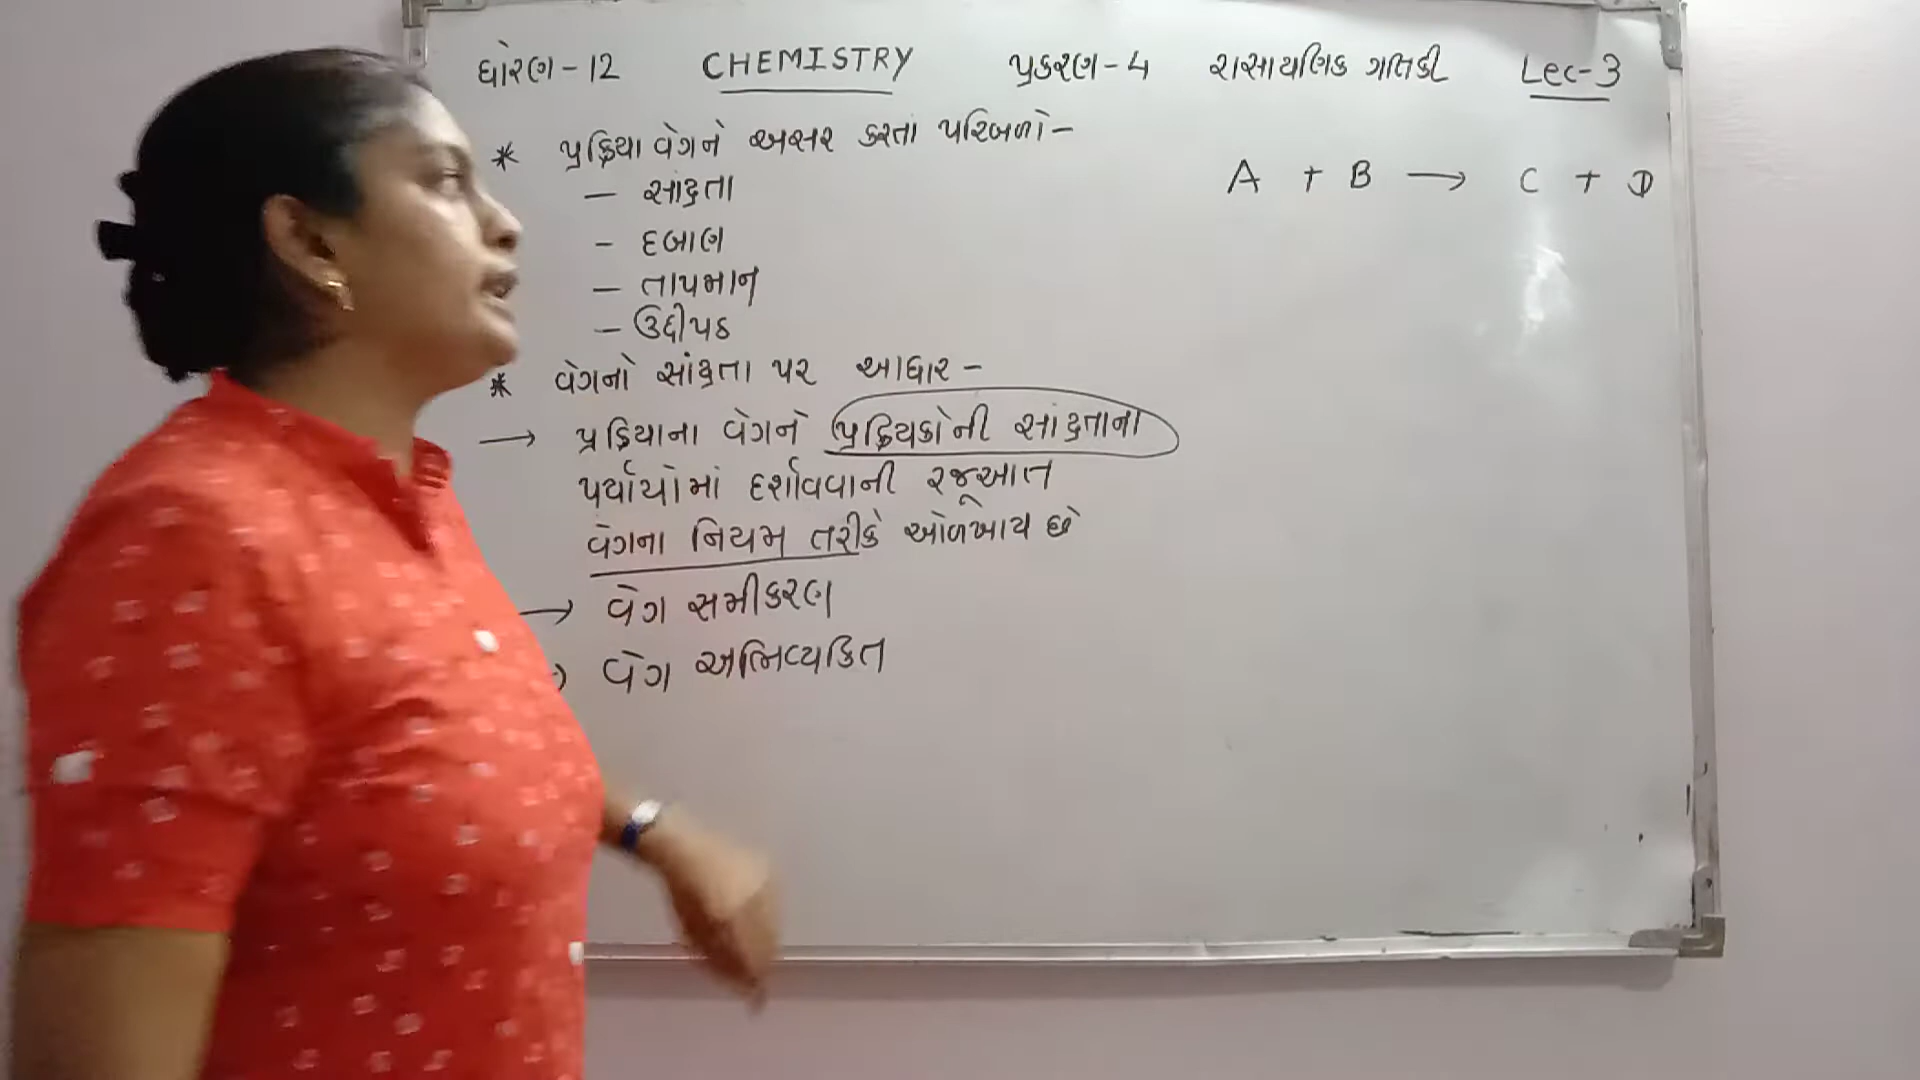 ધોરણ - 12 CHEMISTRY પ્રકરણ - 4 રાસાયણિક ગતિકી Lec-3
* પ્રક્રિયા વેગને અસર કરતાં પરિબળો -
- સાંદ્રતા
- દબાણ
- તાપમાન
- ઉદ્દીપક
A + B → C + D
* વેગનો સાંદ્રતા પર આધાર -
→ પ્રક્રિયાના વેગને પ્રક્રિયકોની સાંદ્રતાના
પર્યાયોમાં દર્શાવવાની રજૂઆત
વેગના નિયમ તરીકે ઓળખાય છે
→ વેગ સમીકરણ
વેગ અભિવ્યકિત